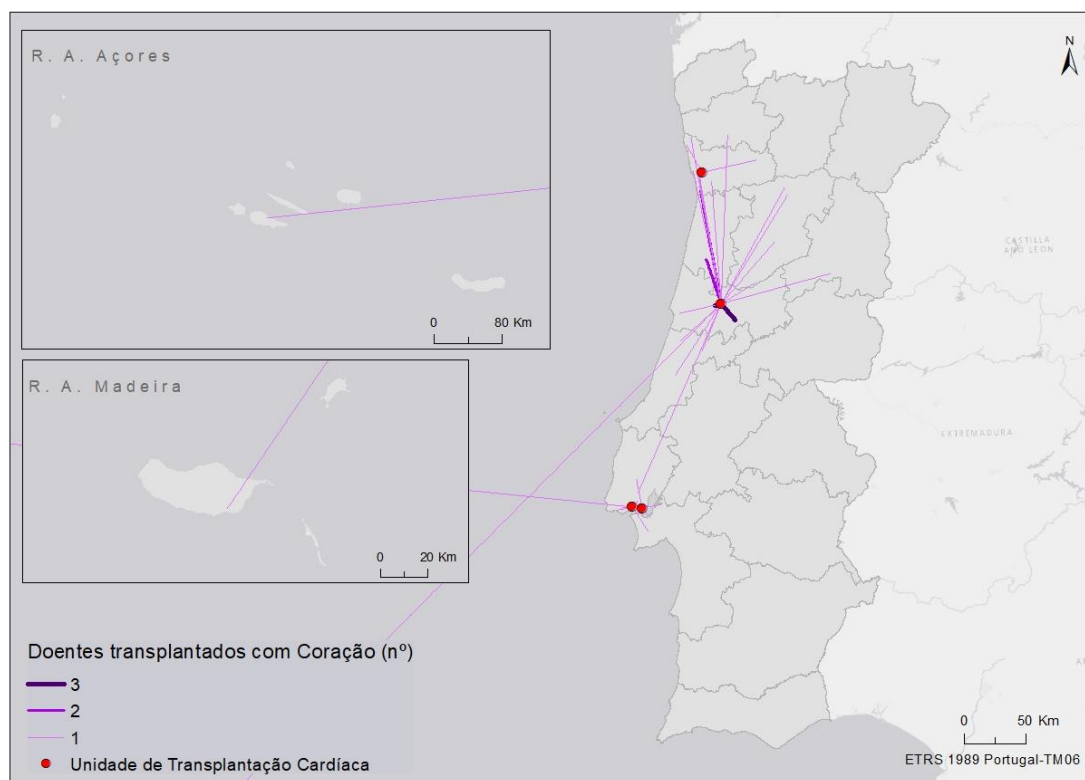 R. A. Açores
0 80 Km
R. A. Madeira
0 20 Km
Doentes transplantados com Coração (nº)
3
2
1
Unidade de Transplantação Cardíaca
N
CASTILLA
EXTREMADURA
0 50 Km
ETRS 1989 Portugal-TM06